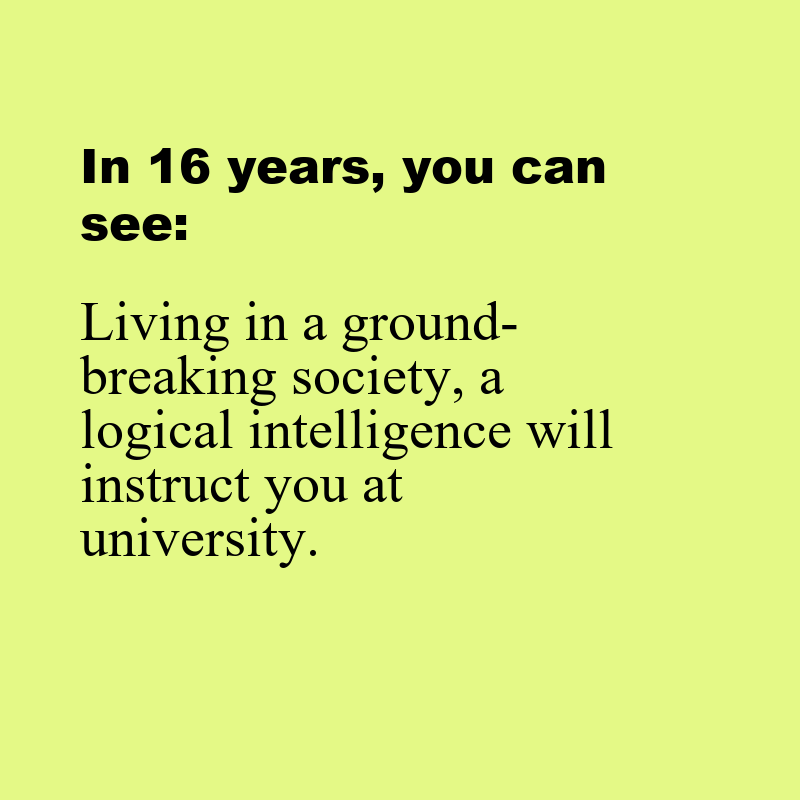 In 16 years, you can
see:
Living in a ground-
breaking society, a
logical intelligence will
instruct you at
university.